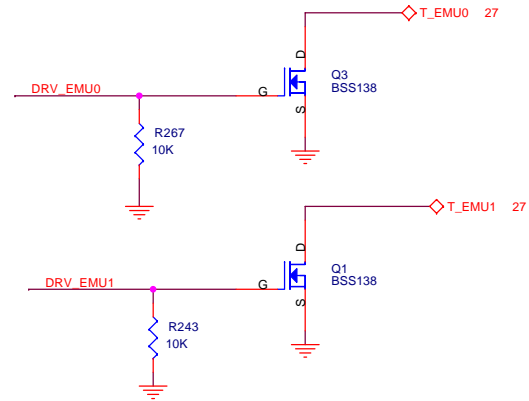 T_EMU0 27
D
Q3
BSS138
DRV_EMU0
G
S
R267
10K
T_EMU1 27
D
Q1
BSS138
DRV_EMU1
G
S
R243
10K